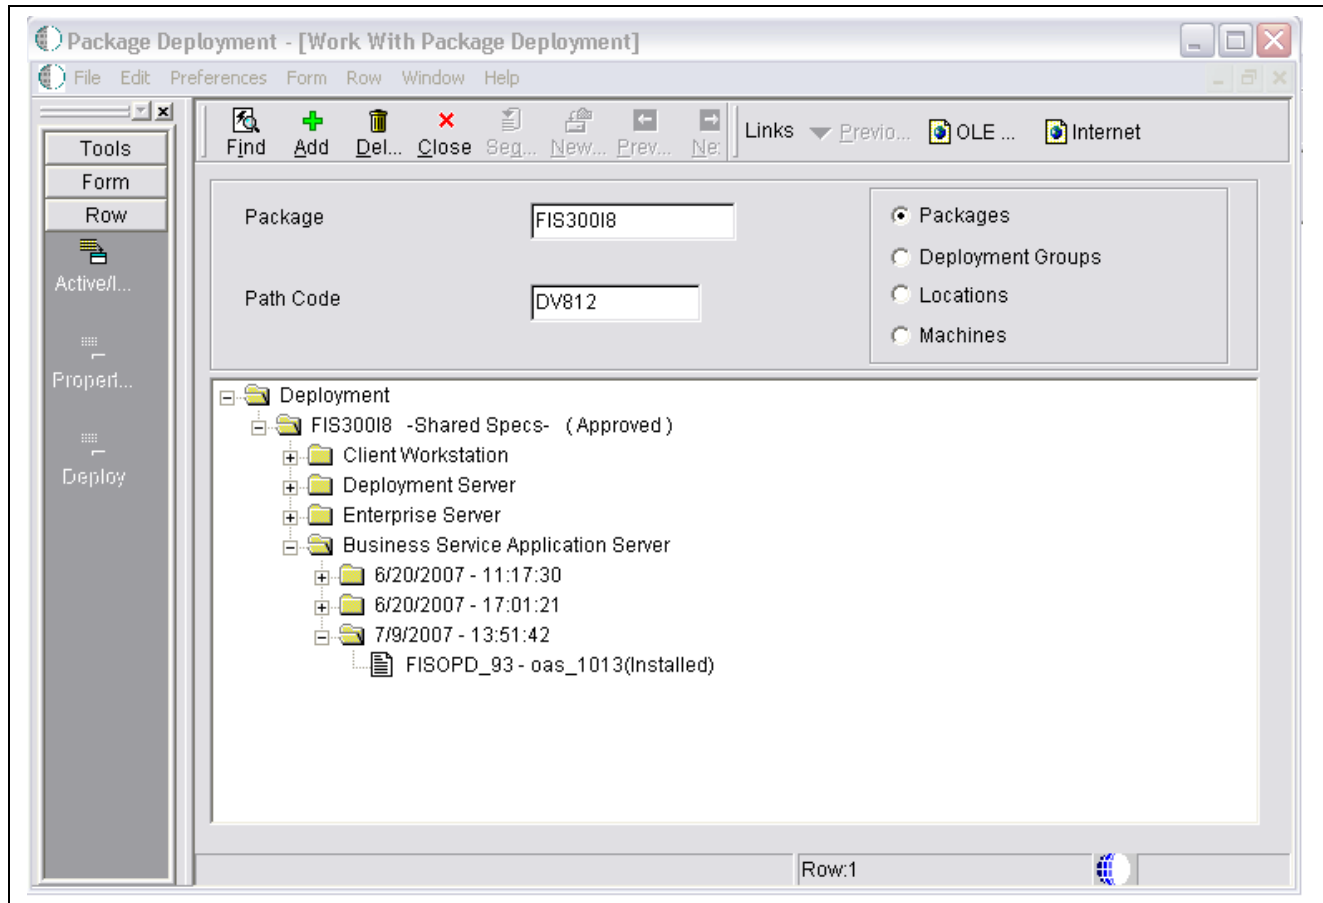 Package Deployment - [Work With Package Deployment]
File Edit Preferences Form Row Window Help
Tools
Form
Row
Active/I...
Propert...
Deploy
Find Add Del... Close Seq... New... Prev... Ne:
Links Previo... OLE ... Internet
Package FIS300I8
Path Code DV812
Packages
Deployment Groups
Locations
Machines
Deployment
FIS300I8 -Shared Specs- ( Approved )
Client Workstation
Deployment Server
Enterprise Server
Business Service Application Server
6/20/2007 - 11:17:30
6/20/2007 - 17:01:21
7/9/2007 - 13:51:42
FISOPD_93 - oas_1013(Installed)
Row:1